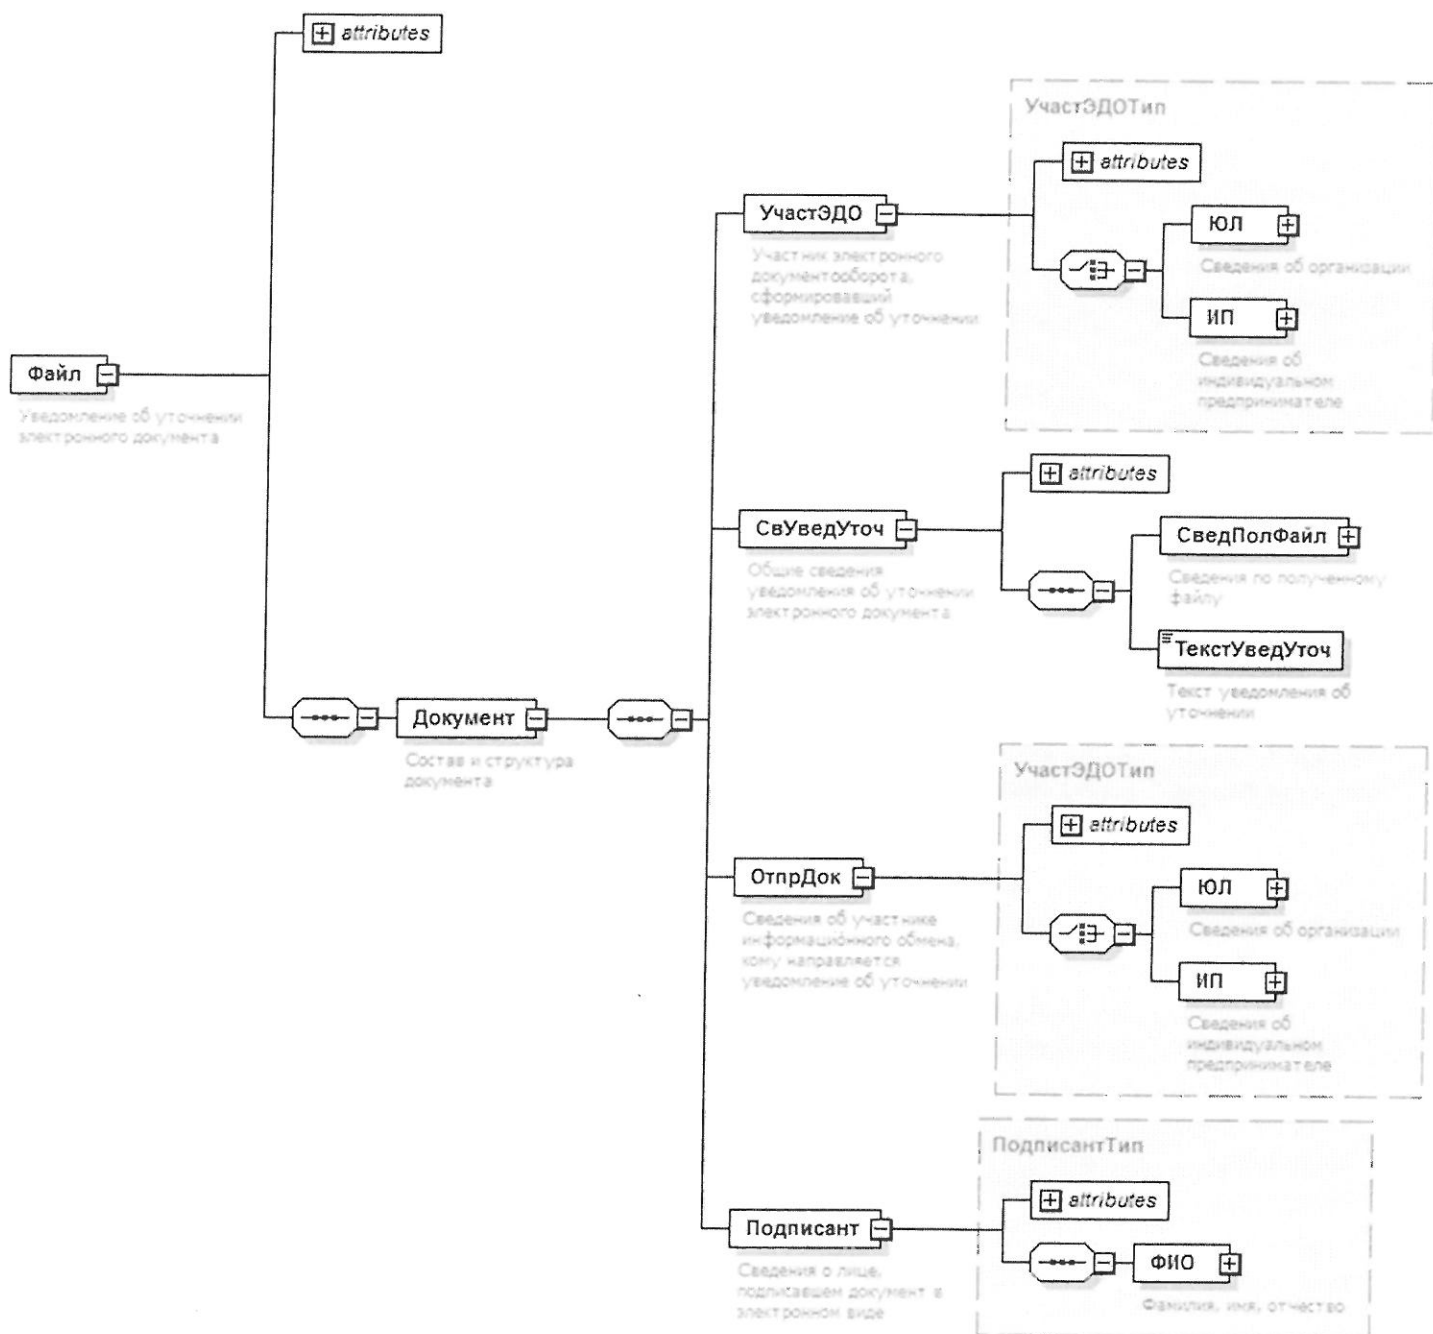 attributes
УчастЭДОТип
attributes
УчастЭДО
Участник электронного
документооборота,
сформировавший
уведомление об уточнении
ЮЛ
Сведения об организации
ИП
Сведения об
индивидуальном
предпринимателе
Файл
Уведомление об уточнении
электронного документа
attributes
СвУведУточ
Общие сведения
уведомления об уточнении
электронного документа
СведПолФайл
Сведения по полученному
файлу
ТекстУведУточ
Текст уведомления об
уточнении
Документ
Состав и структура
документа
УчастЭДОТип
attributes
ОтпрДок
Сведения об участнике
информационного обмена,
кому направляется
уведомление об уточнении
ЮЛ
Сведения об организации
ИП
Сведения об
индивидуальном
предпринимателе
ПодписантТип
attributes
Подписант
Сведения о лице,
подписавшем документ в
электронном виде
ФИО
Фамилия, имя, отчество